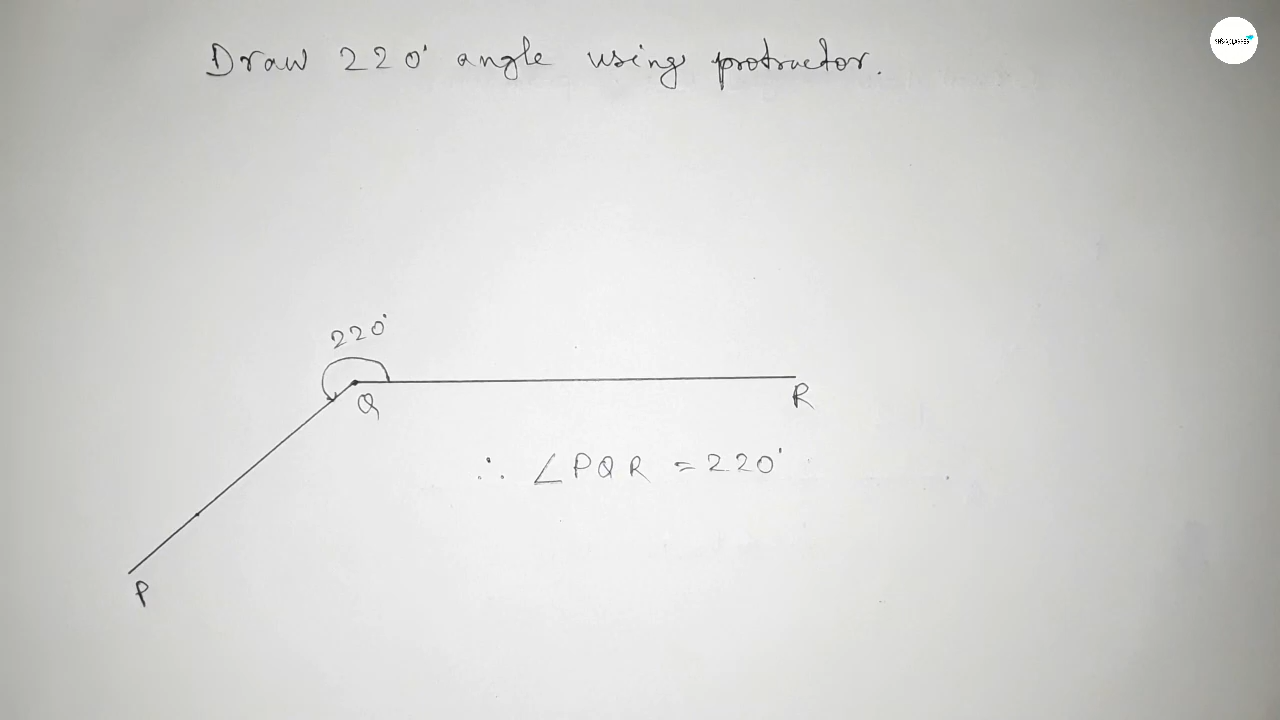 Draw 220° angle using protractor.
220°
Q
R
∴ ∠PQR = 220°
P